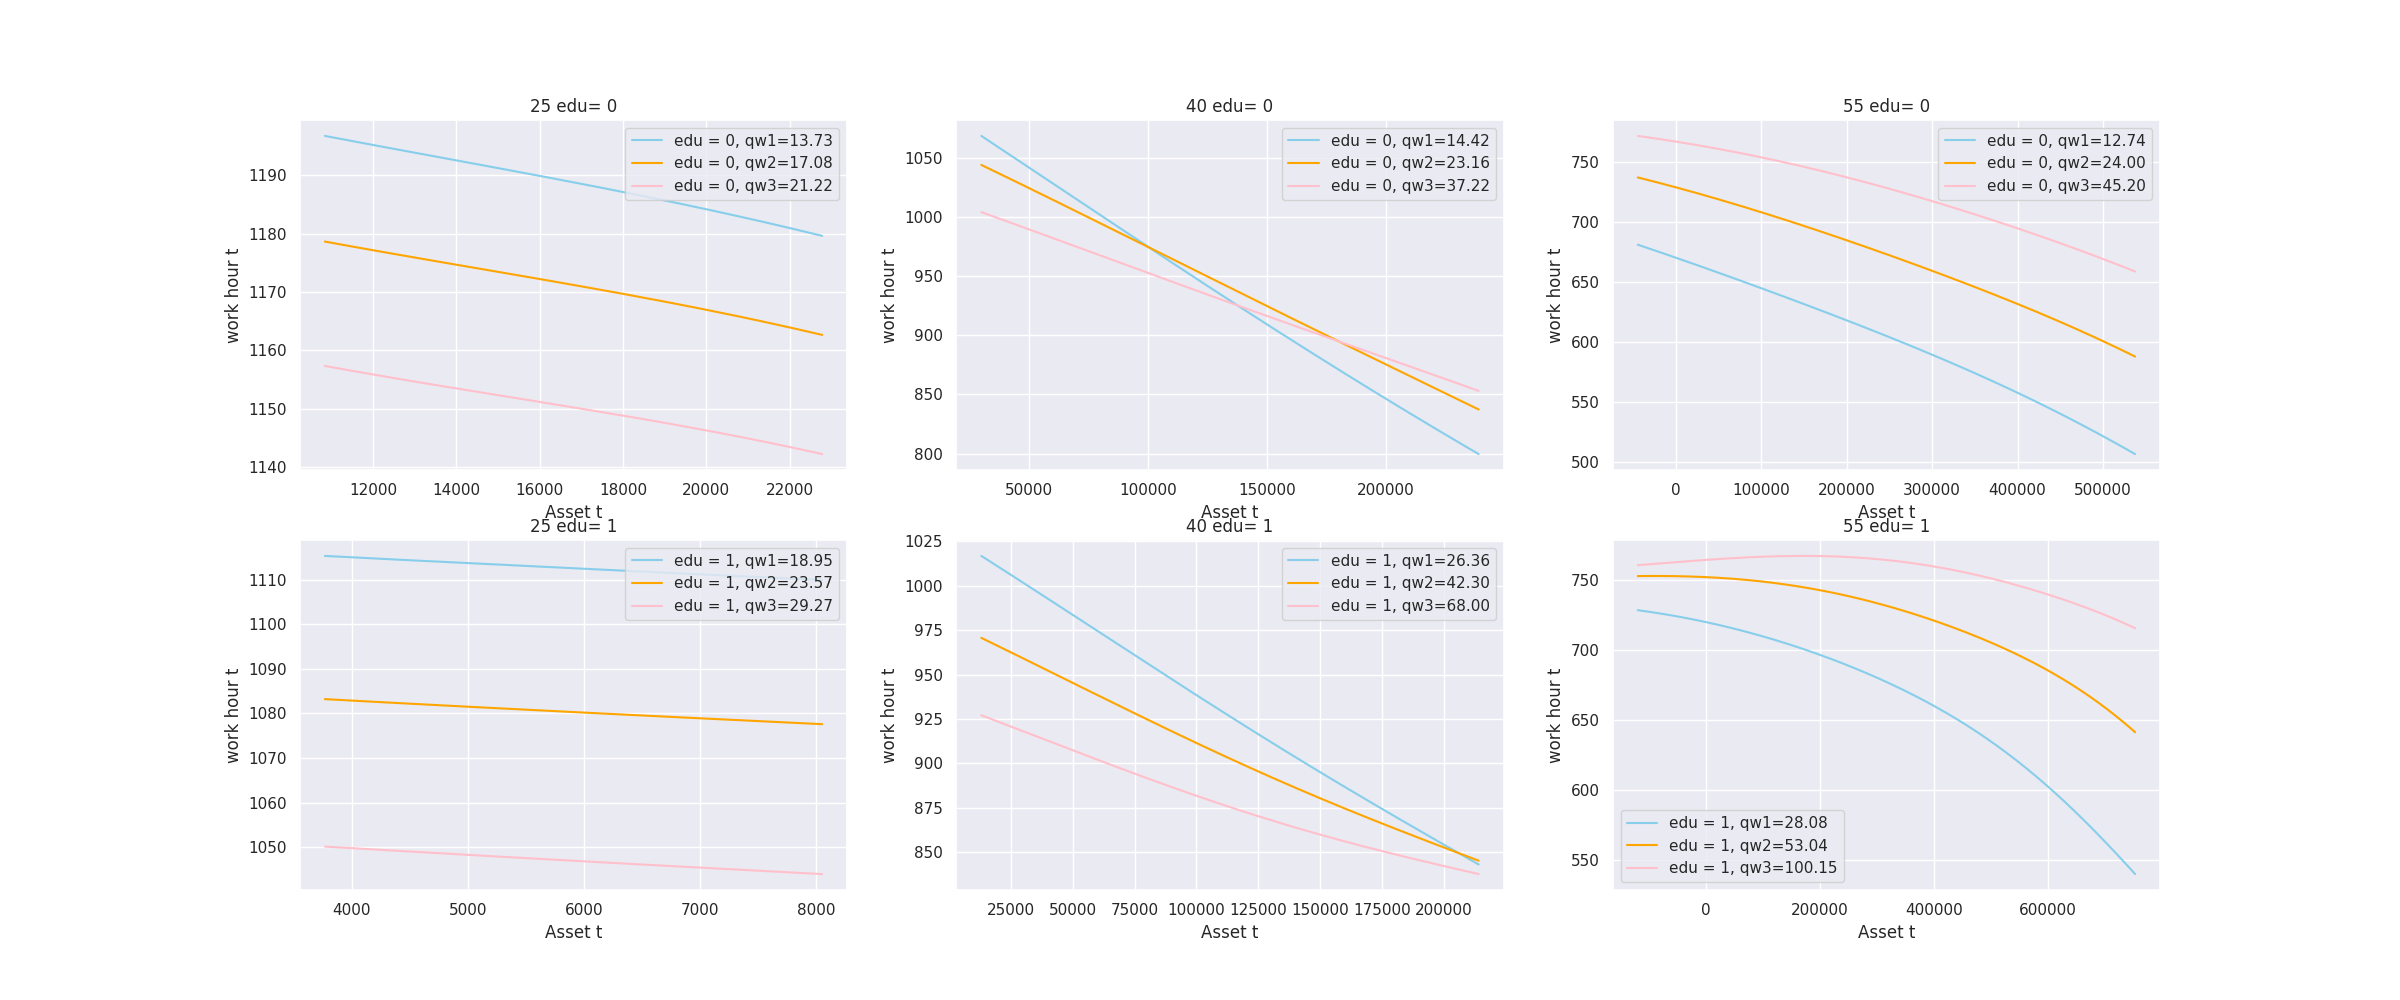 25 edu= 0
edu = 0, qw1=13.73
edu = 0, qw2=17.08
edu = 0, qw3=21.22
work hour t
1190
1180
1170
1160
1150
1140
12000 14000 16000 18000 20000 22000
Asset t
40 edu= 0
edu = 0, qw1=14.42
edu = 0, qw2=23.16
edu = 0, qw3=37.22
work hour t
1050
1000
950
900
850
800
50000 100000 150000 200000
Asset t
55 edu= 0
edu = 0, qw1=12.74
edu = 0, qw2=24.00
edu = 0, qw3=45.20
work hour t
750
700
650
600
550
500
0 100000 200000 300000 400000 500000
Asset t
25 edu= 1
edu = 1, qw1=18.95
edu = 1, qw2=23.57
edu = 1, qw3=29.27
work hour t
1110
1100
1090
1080
1070
1060
1050
4000 5000 6000 7000 8000
Asset t
40 edu= 1
edu = 1, qw1=26.36
edu = 1, qw2=42.30
edu = 1, qw3=68.00
work hour t
1025
1000
975
950
925
900
875
850
25000 50000 75000 100000 125000 150000 175000 200000
Asset t
55 edu= 1
work hour t
750
700
650
600
550
edu = 1, qw1=28.08
edu = 1, qw2=53.04
edu = 1, qw3=100.15
0 200000 400000 600000
Asset t